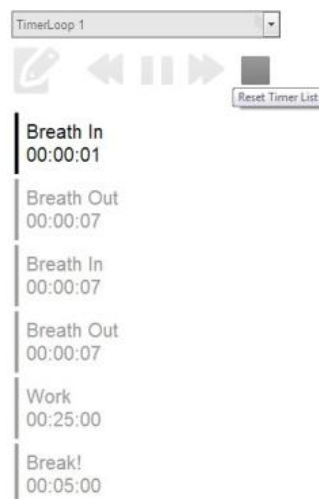 TimerLoop 1
Reset Timer List
Breath In
00:00:01
Breath Out
00:00:07
Breath In
00:00:07
Breath Out
00:00:07
Work
00:25:00
Break!
00:05:00